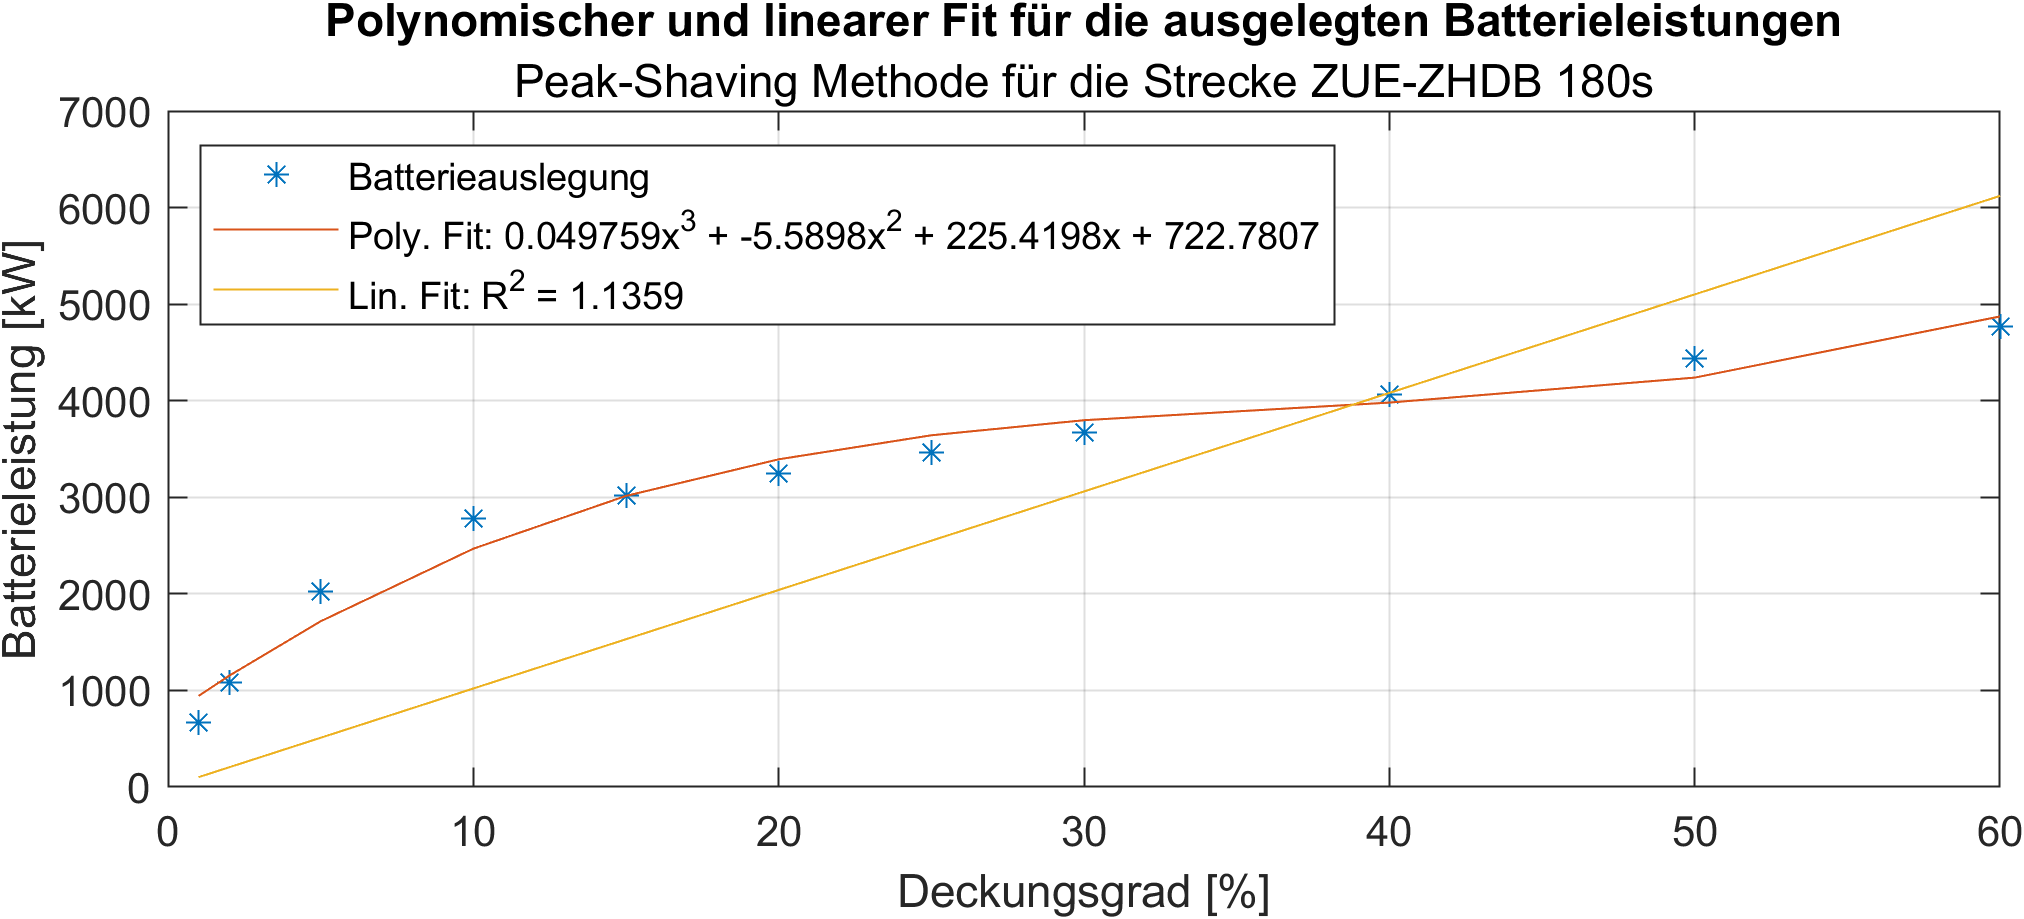 Polynomischer und linearer Fit für die ausgelegten Batterieleistungen
Peak-Shaving Methode für die Strecke ZUE-ZHDB 180s
7000
6000
5000
4000
3000
2000
1000
0
Batterieleistung [kW]
Batterieauslegung
Poly. Fit: 0.049759x³ + -5.5898x² + 225.4198x + 722.7807
Lin. Fit: R² = 1.1359
0 10 20 30 40 50 60
Deckungsgrad [%]